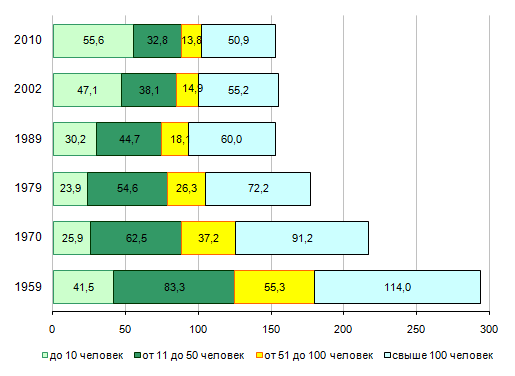 2010 55,6 32,8 13,8 50,9
2002 47,1 38,1 14,9 55,2
1989 30,2 44,7 18,1 60,0
1979 23,9 54,6 26,3 72,2
1970 25,9 62,5 37,2 91,2
1959 41,5 83,3 55,3 114,0
0 50 100 150 200 250 300
до 10 человек от 11 до 50 человек от 51 до 100 человек свыше 100 человек